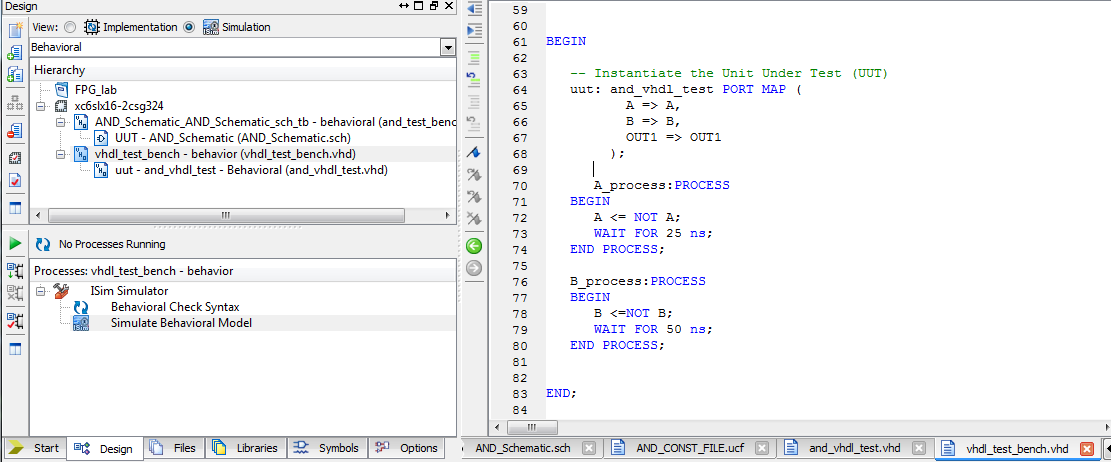 Design
View: Implementation Simulation
Behavioral
Hierarchy
FPG_lab
xc6slx16-2csg324
AND_Schematic_AND_Schematic_sch_tb - behavioral (and_test_benc
UUT - AND_Schematic (AND_Schematic.sch)
vhdl_test_bench - behavior (vhdl_test_bench.vhd)
uut - and_vhdl_test - Behavioral (and_vhdl_test.vhd)
No Processes Running
Processes: vhdl_test_bench - behavior
ISim Simulator
Behavioral Check Syntax
Simulate Behavioral Model
Start Design Files Libraries Symbols Options
59
60
61 BEGIN
62
63 -- Instantiate the Unit Under Test (UUT)
64 uut: and_vhdl_test PORT MAP (
65 A => A,
66 B => B,
67 OUT1 => OUT1
68 );
69
70 A_process:PROCESS
71 BEGIN
72 A <= NOT A;
73 WAIT FOR 25 ns;
74 END PROCESS;
75
76 B_process:PROCESS
77 BEGIN
78 B <=NOT B;
79 WAIT FOR 50 ns;
80 END PROCESS;
81
82
83 END;
84
AND_Schematic.sch AND_CONST_FILE.ucf and_vhdl_test.vhd vhdl_test_bench.vhd